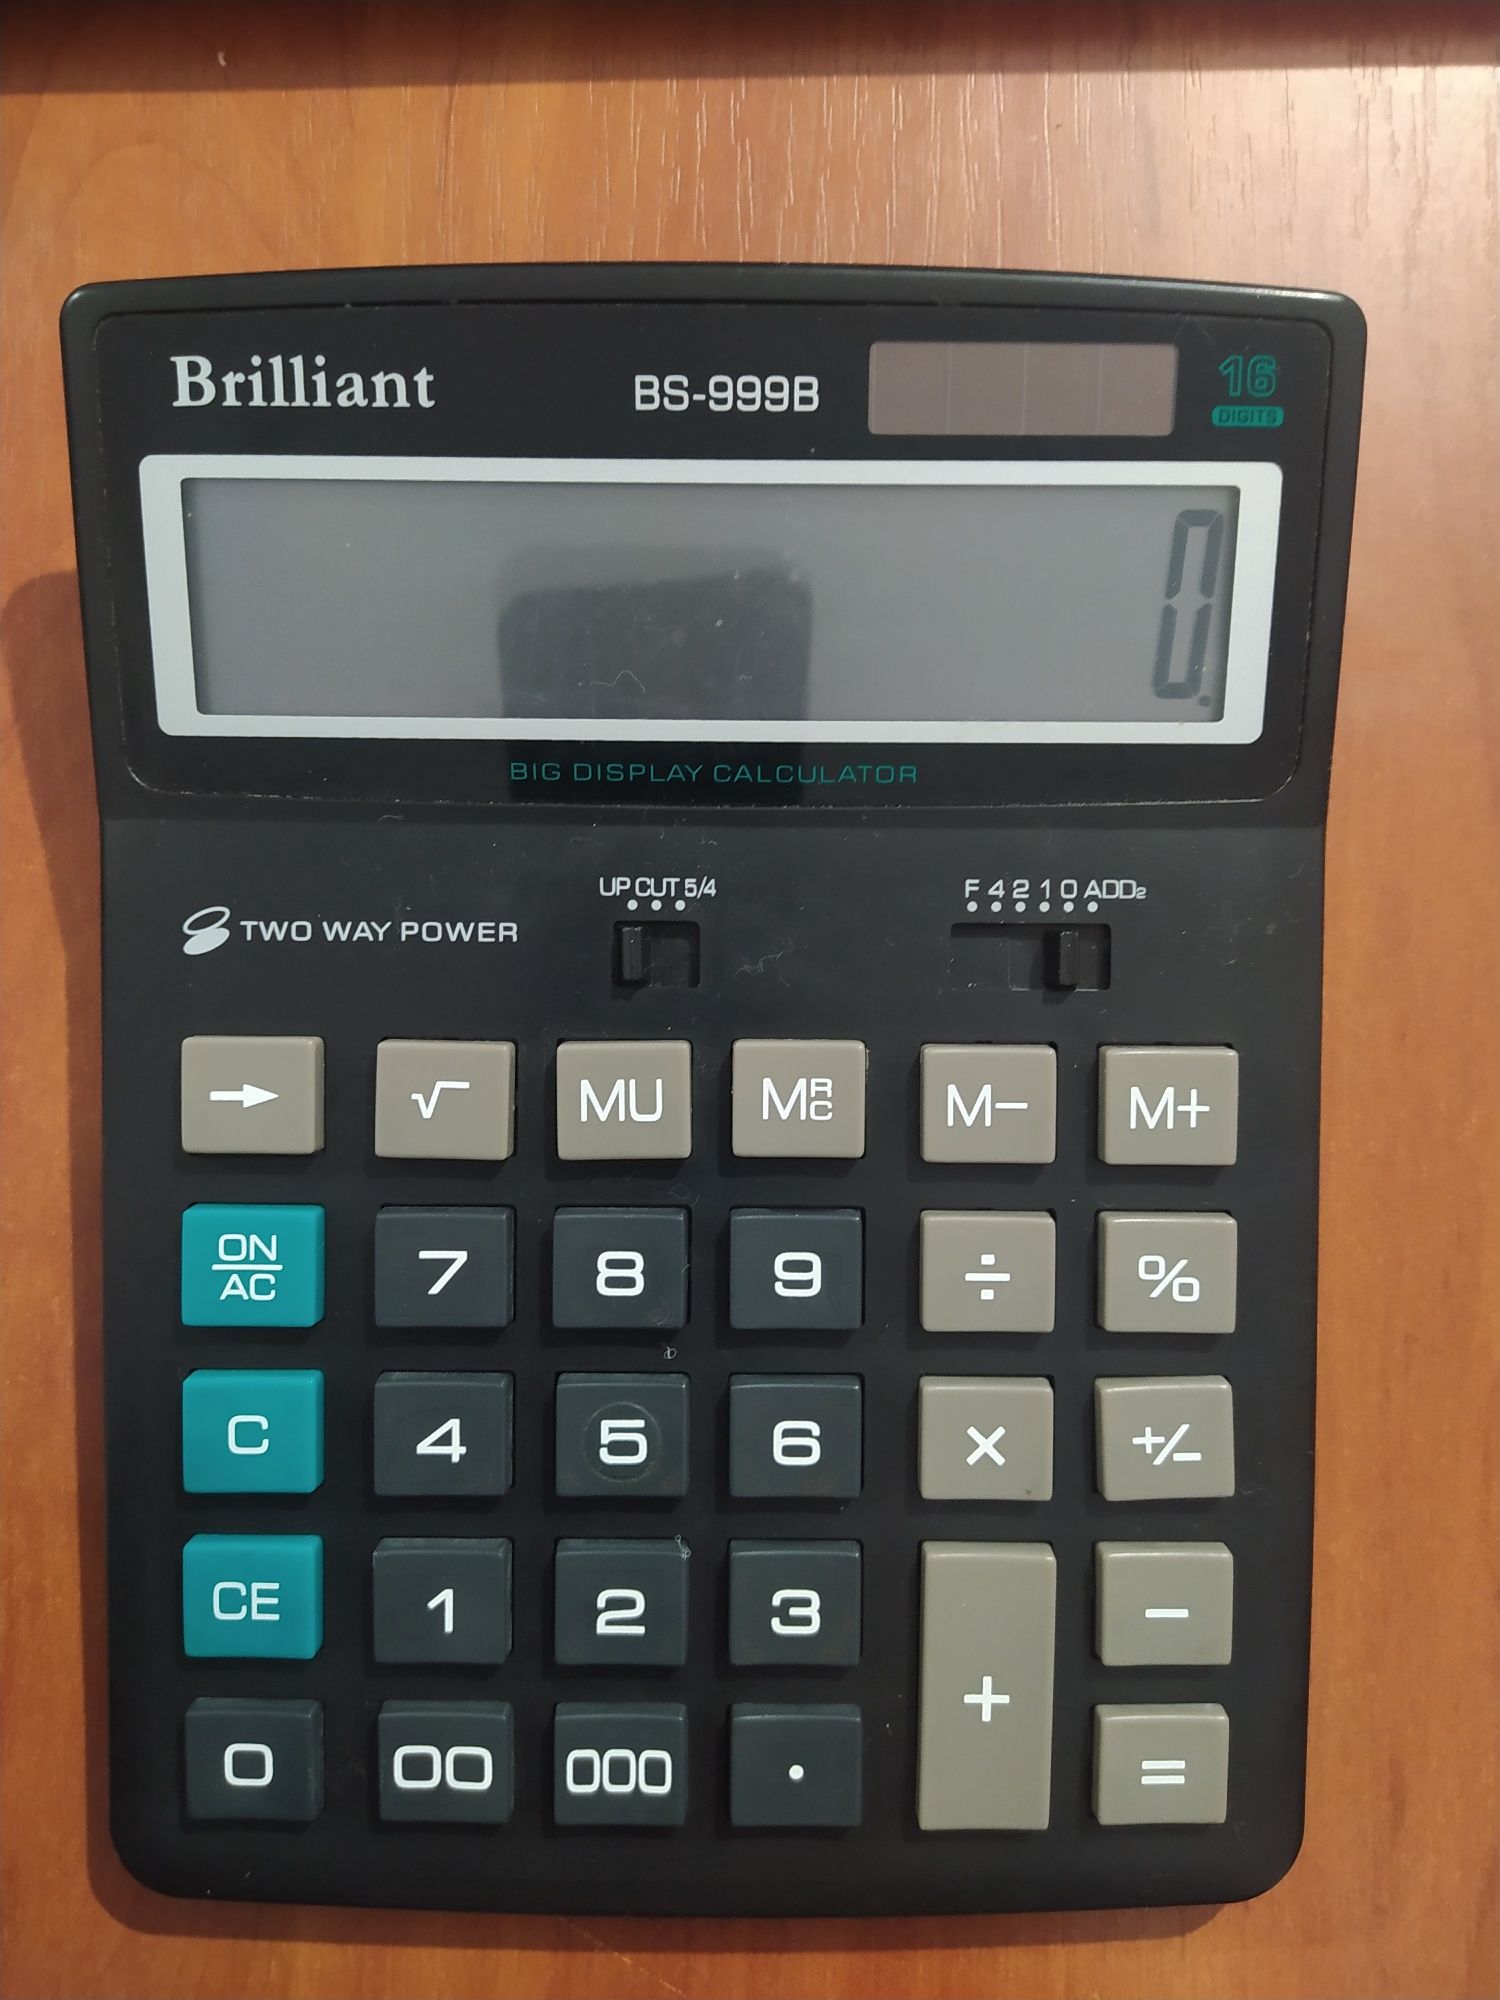 Brilliant BS-999B 16
DIGITS
0.
BIG DISPLAY CALCULATOR
UP CUT 5/4 F 4 2 1 0 ADD₂
TWO WAY POWER
→ √ MU MRC M− M+
ON/AC 7 8 9 ÷ %
C 4 5 6 × +/−
CE 1 2 3 + −
0 00 000 . =